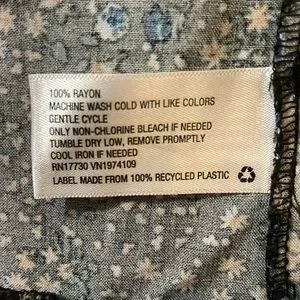 100% RAYON
MACHINE WASH COLD WITH LIKE COLORS
GENTLE CYCLE
ONLY NON-CHLORINE BLEACH IF NEEDED
TUMBLE DRY LOW, REMOVE PROMPTLY
COOL IRON IF NEEDED
RN17730 VN1974109
LABEL MADE FROM 100% RECYCLED PLASTIC